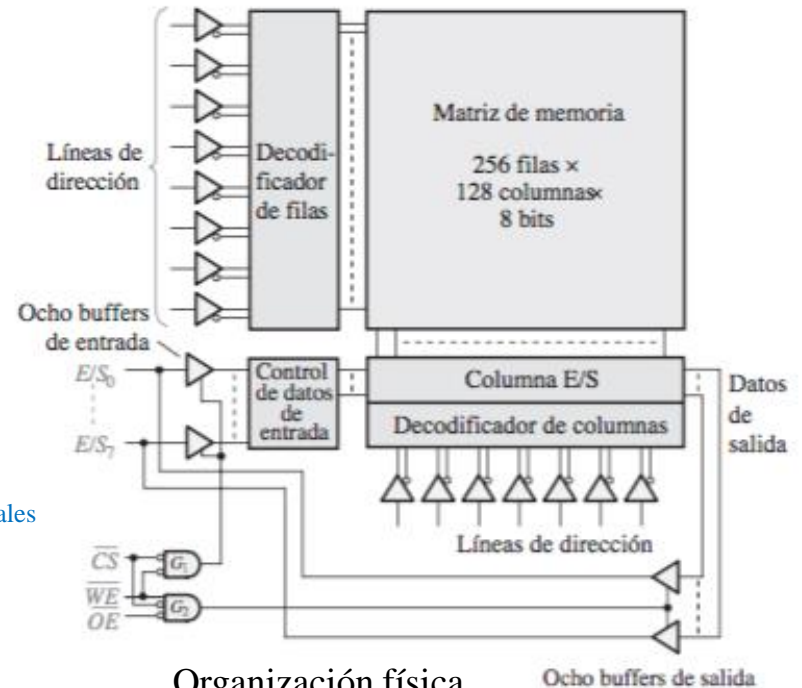 Líneas de
dirección
Decodi-
ficador
de filas
Matriz de memoria
256 filas ×
128 columnas×
8 bits
Ocho buffers
de entrada
E/S0
E/S7
Control
de datos
de
entrada
Columna E/S
Decodificador de columnas
Datos
de
salida
ales
Líneas de dirección
CS
WE
OE
G1
G2
Organización física
Ocho buffers de salida